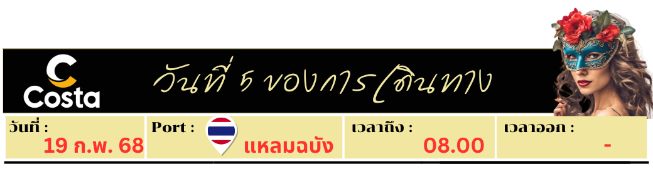 Costa
วันที่ 5 ของการเดินทาง
วันที่ : Port : เวลาถึง : เวลาออก :
19 ก.พ. 68 แหลมฉบัง 08.00 -